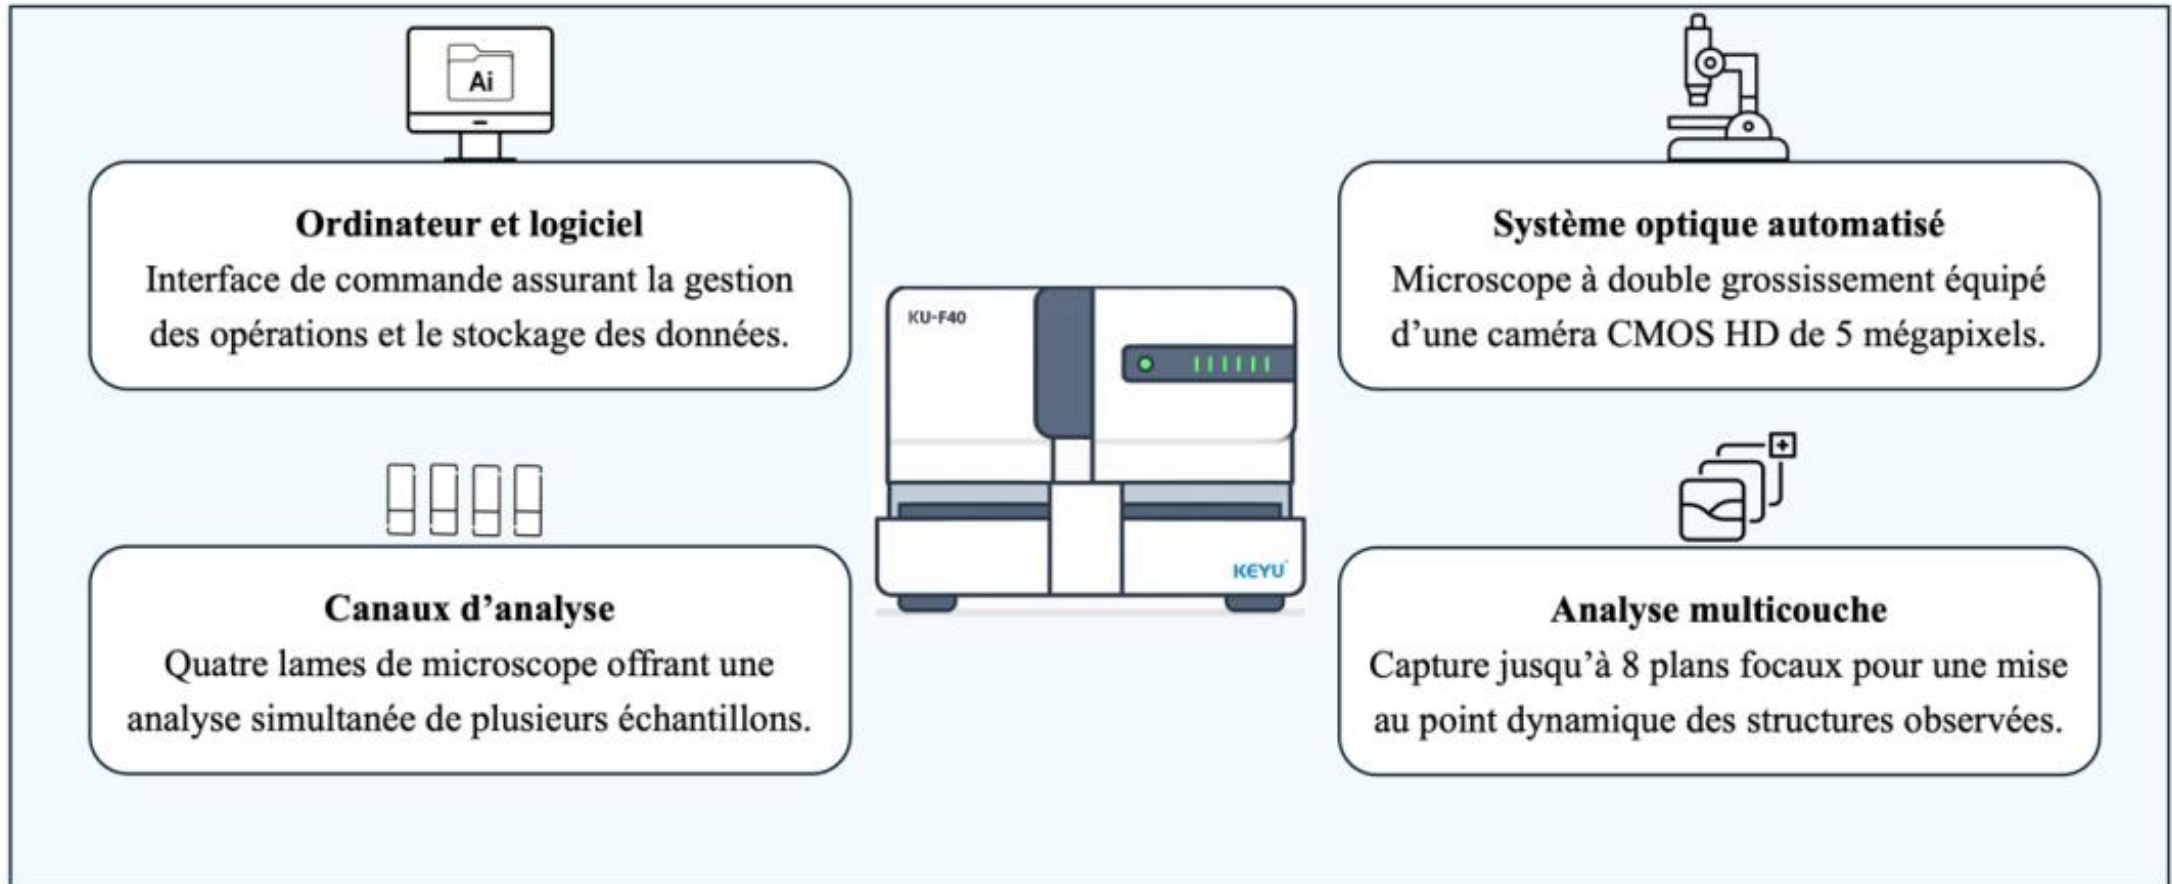 Ai
Ordinateur et logiciel
Interface de commande assurant la gestion
des opérations et le stockage des données.
Système optique automatisé
Microscope à double grossissement équipé
d’une caméra CMOS HD de 5 mégapixels.
KU-F40
KEYU
Canaux d’analyse
Quatre lames de microscope offrant une
analyse simultanée de plusieurs échantillons.
Analyse multicouche
Capture jusqu’à 8 plans focaux pour une mise
au point dynamique des structures observées.